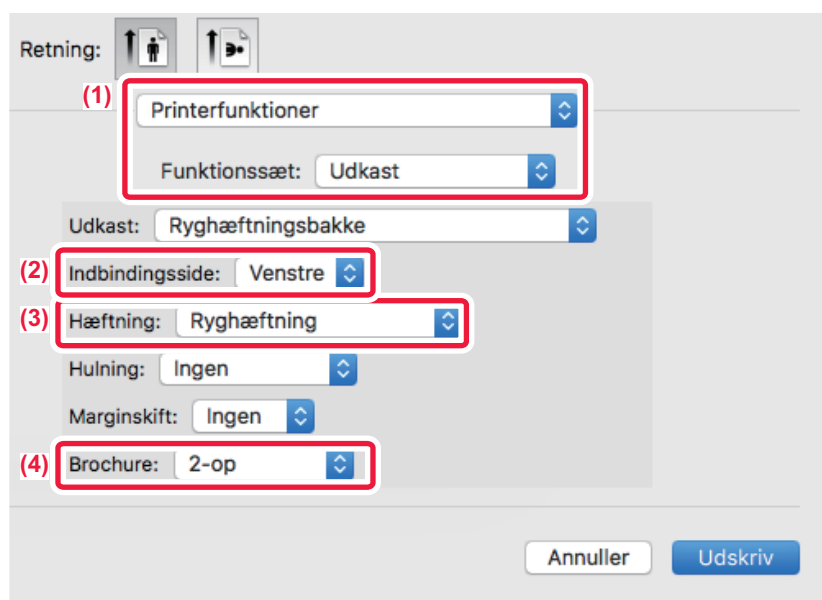 Retning:
(1) Printerfunktioner
Funktionssæt: Udkast
Udkast: Ryghæftningsbakke
(2) Indbindingsside: Venstre
(3) Hæftning: Ryghæftning
Hulning: Ingen
Marginskift: Ingen
(4) Brochure: 2-op
Annuller Udskriv